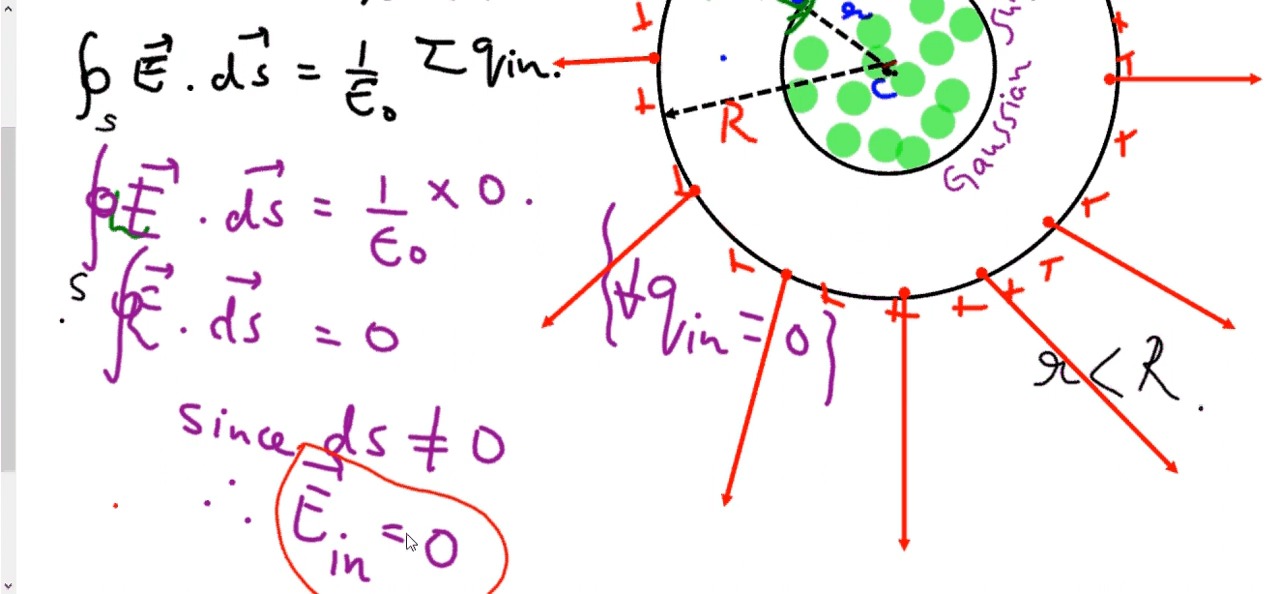 ∮s E⃗ . ds⃗ = 1/ε₀ Σ qin.
∮s E⃗ . ds⃗ = 1/ε₀ × 0 .
{∀ qin = 0}
∮ E⃗ . ds⃗ = 0
since ds ≠ 0
∴ E⃗in = 0
r
C
R
Gaussian
r < R .